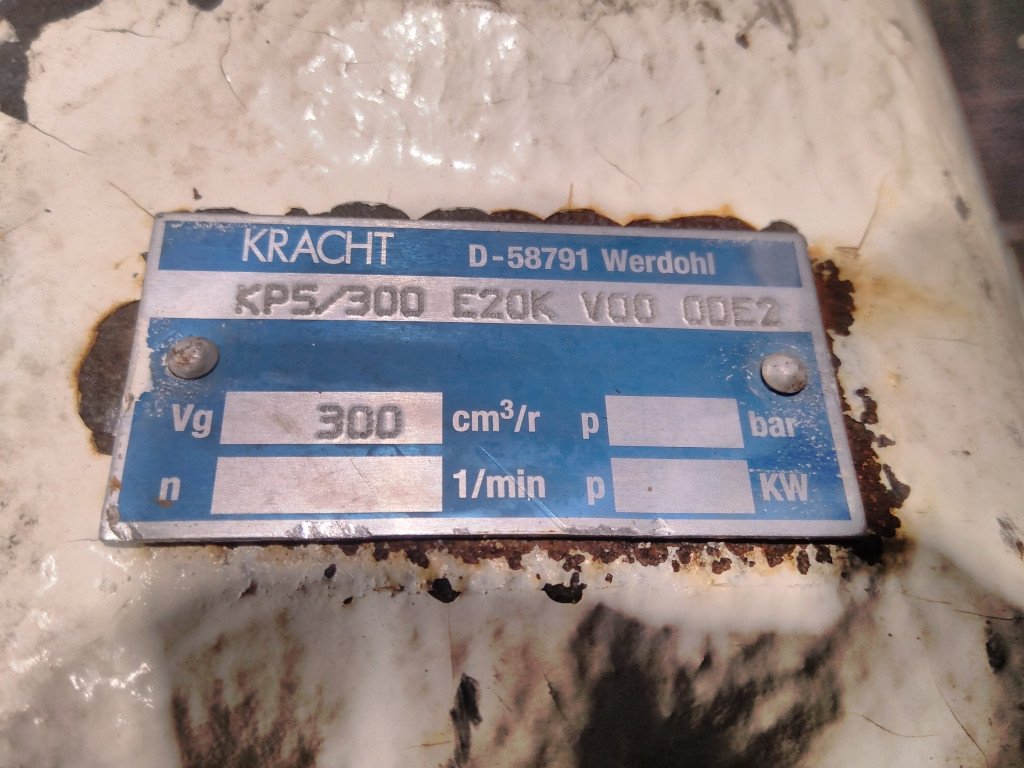 KRACHT D-58791 Werdohl
KP5/300 E20K V00 00E2
Vg 300 cm³/r p bar
n 1/min p KW